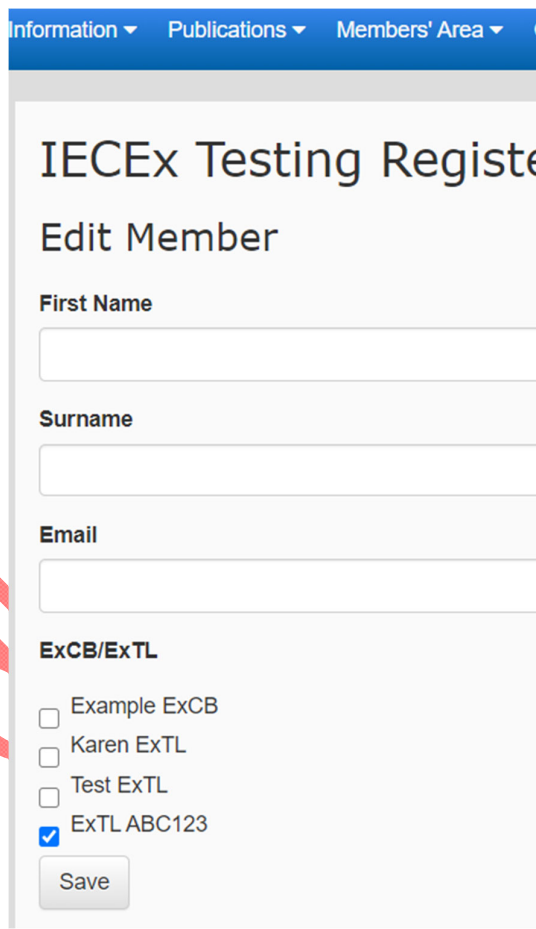 Information Publications Members' Area
IECEx Testing
Edit Member
First Name
Surname
Email
ExCB/ExTL
Example ExCB
Karen ExTL
Test ExTL
ExTL ABC123
Save